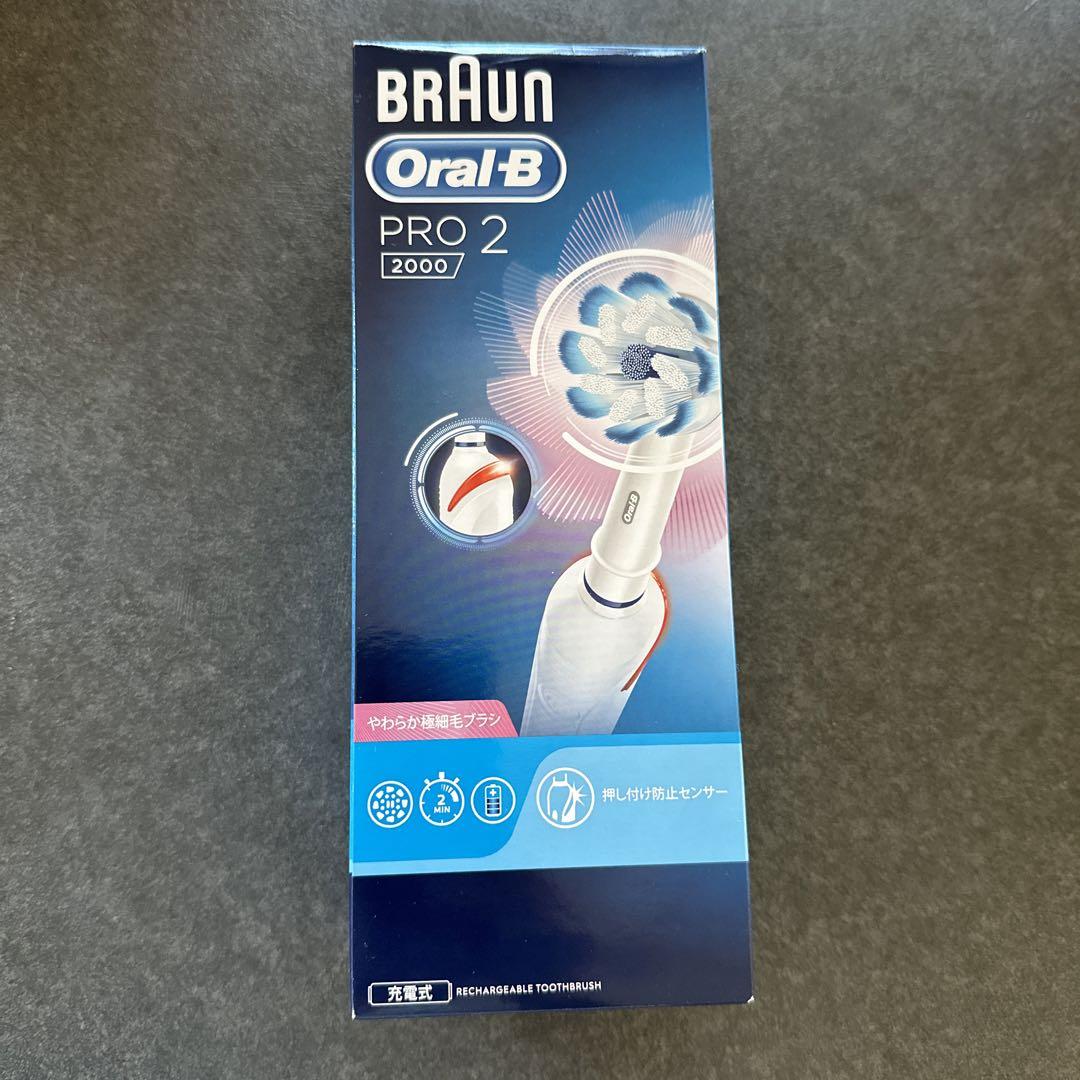 BRAUN
Oral-B
PRO 2
2000
Oral-B
やわらか極細毛ブラシ
2
MIN
押し付け防止センサー
充電式 RECHARGEABLE TOOTHBRUSH